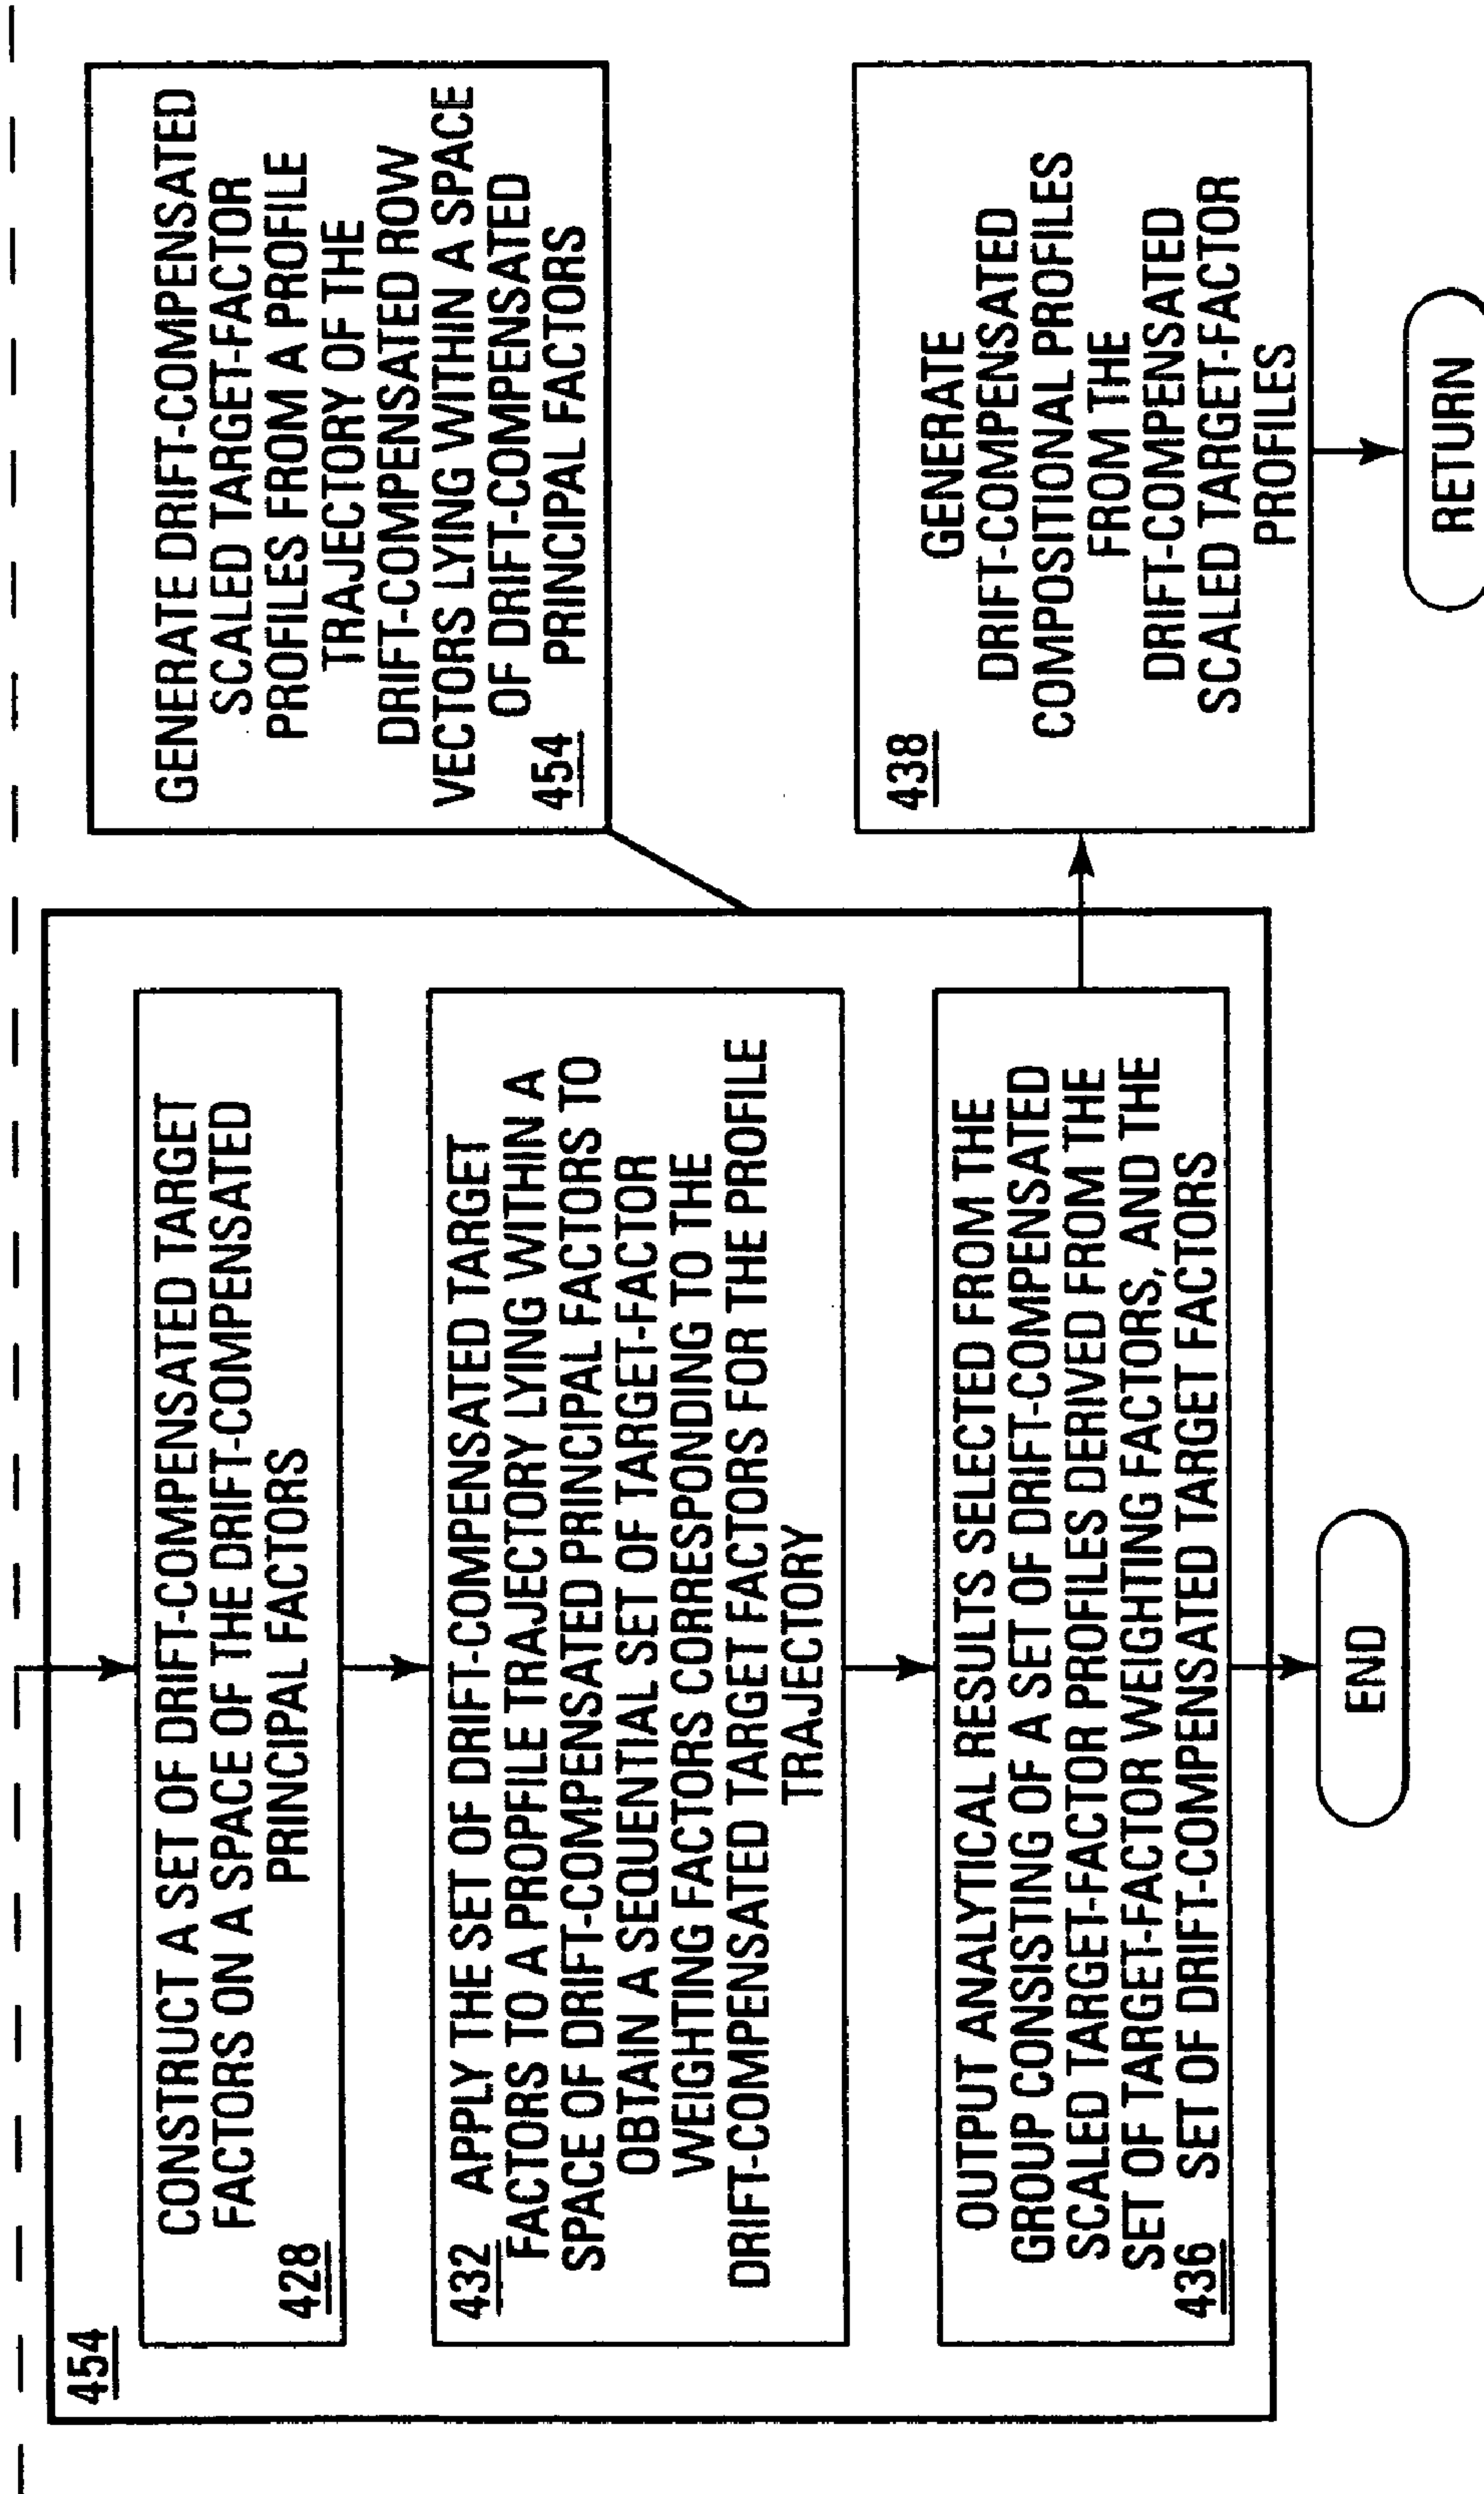 454
CONSTRUCT A SET OF DRIFT-COMPENSATED TARGET
FACTORS ON A SPACE OF THE DRIFT-COMPENSATED
PRINCIPAL FACTORS
428
432 APPLY THE SET OF DRIFT-COMPENSATED TARGET
FACTORS TO A PROFILE TRAJECTORY LYING WITHIN A
SPACE OF DRIFT-COMPENSATED PRINCIPAL FACTORS TO
OBTAIN A SEQUENTIAL SET OF TARGET-FACTOR
WEIGHTING FACTORS CORRESPONDING TO THE
DRIFT-COMPENSATED TARGET FACTORS FOR THE PROFILE
TRAJECTORY
OUTPUT ANALYTICAL RESULTS SELECTED FROM THE
GROUP CONSISTING OF A SET OF DRIFT-COMPENSATED
SCALED TARGET-FACTOR PROFILES DERIVED FROM THE
SET OF TARGET-FACTOR WEIGHTING FACTORS, AND THE
436 SET OF DRIFT-COMPENSATED TARGET FACTORS
END
GENERATE DRIFT-COMPENSATED
SCALED TARGET-FACTOR
PROFILES FROM A PROFILE
TRAJECTORY OF THE
DRIFT-COMPENSATED ROW
VECTORS LYING WITHIN A SPACE
OF DRIFT-COMPENSATED
454 PRINCIPAL FACTORS
438
GENERATE
DRIFT-COMPENSATED
COMPOSITIONAL PROFILES
FROM THE
DRIFT-COMPENSATED
SCALED TARGET-FACTOR
PROFILES
RETURN